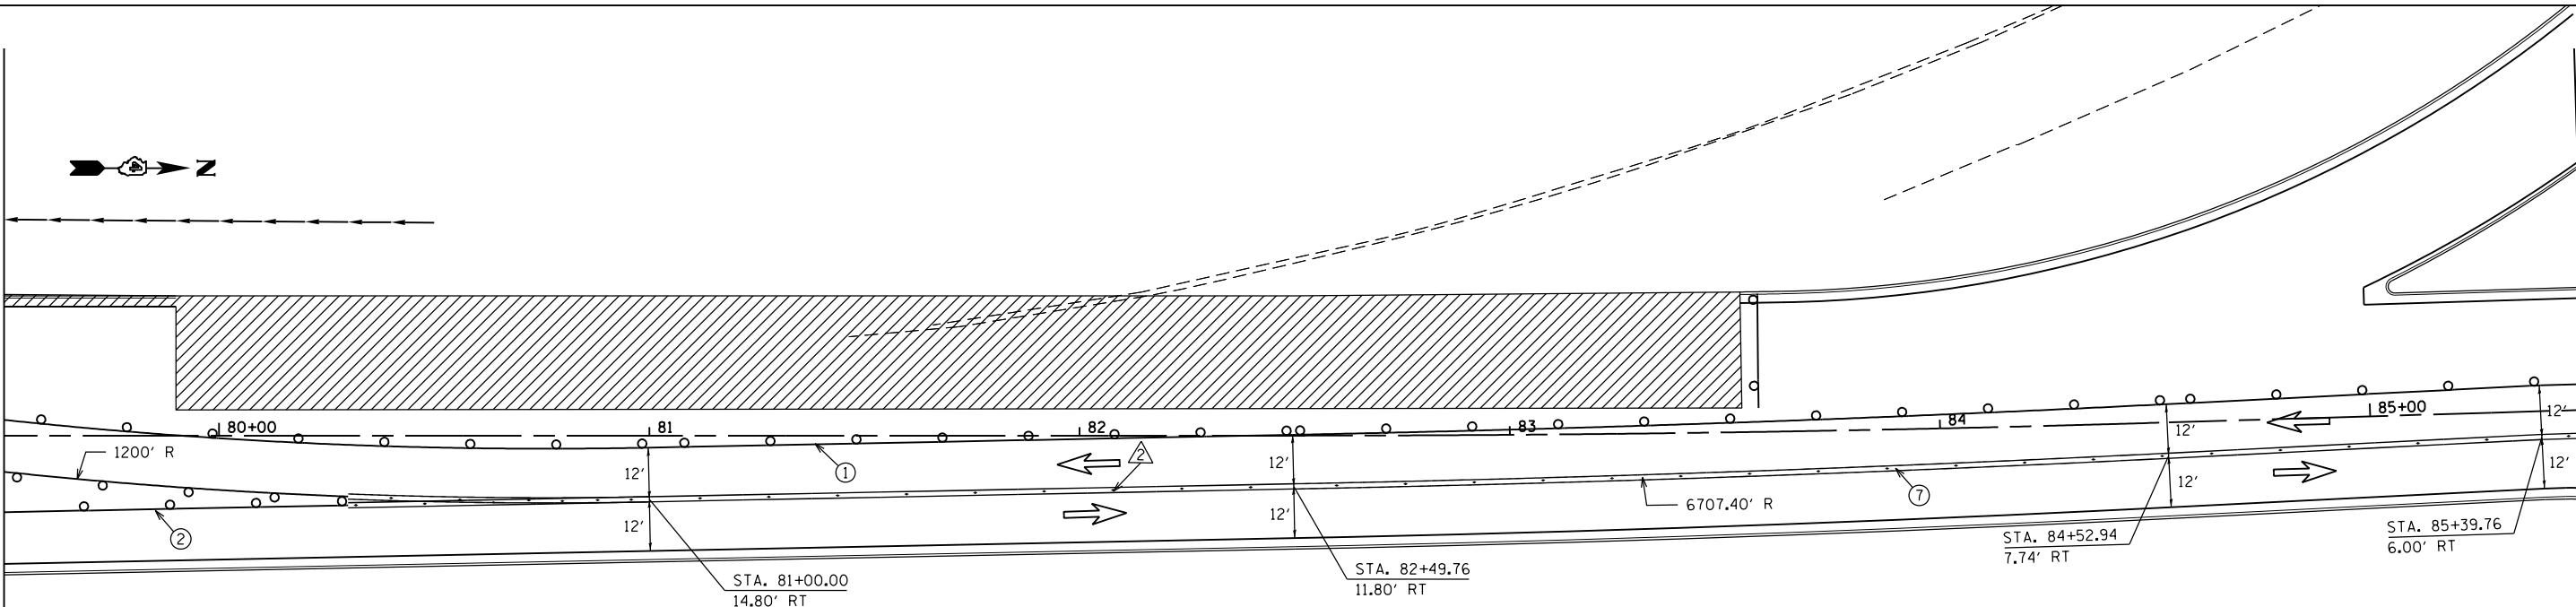 N
80+00
81
82
83
84
85+00
1200' R
12'
12'
12'
12'
12'
12'
12'
12'
1
2
2
7
6707.40' R
STA. 81+00.00
14.80' RT
STA. 82+49.76
11.80' RT
STA. 84+52.94
7.74' RT
STA. 85+39.76
6.00' RT